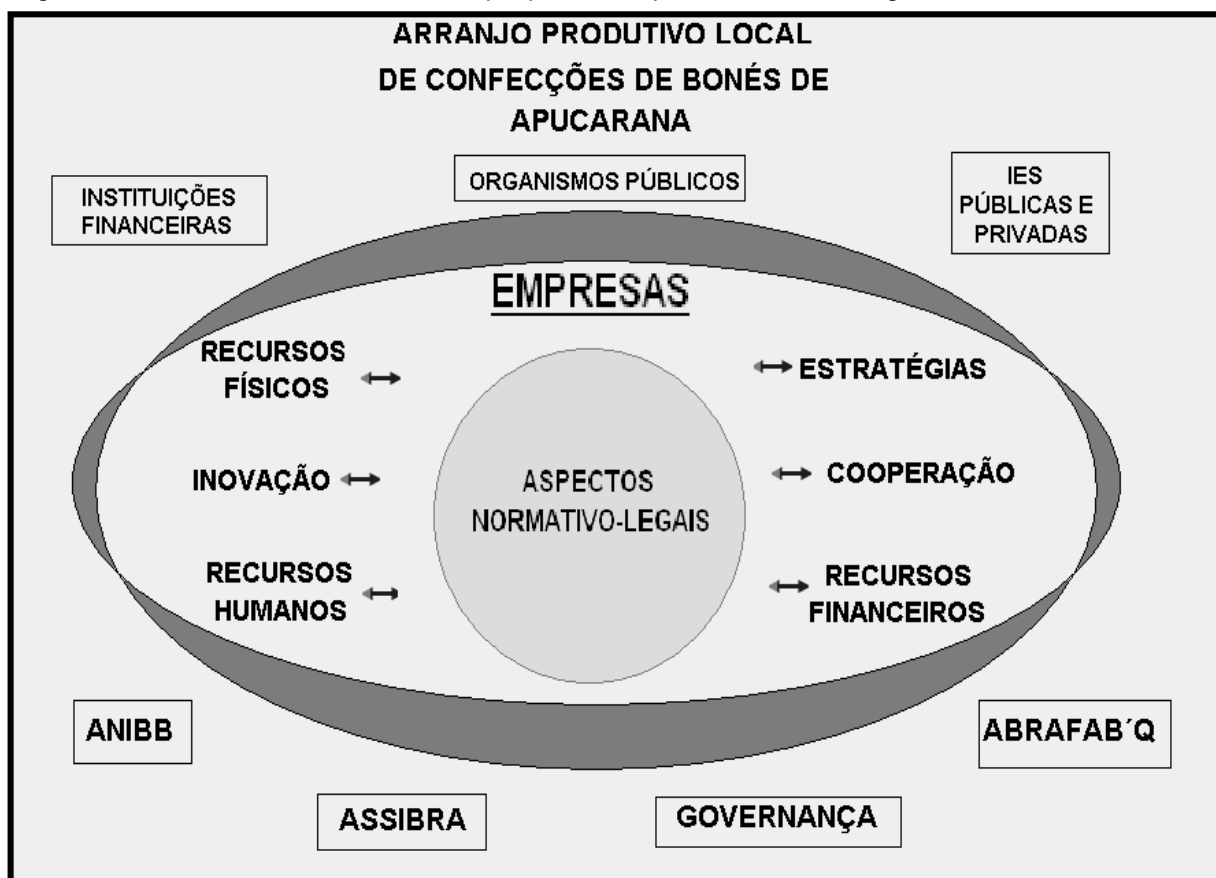 ARRANJO PRODUTIVO LOCAL
DE CONFECÇÕES DE BONÉS DE
APUCARANA
INSTITUIÇÕES
FINANCEIRAS
ORGANISMOS PÚBLICOS
IES
PÚBLICAS E
PRIVADAS
EMPRESAS
RECURSOS
FÍSICOS
ESTRATÉGIAS
INOVAÇÃO
ASPECTOS
NORMATIVO-LEGAIS
COOPERAÇÃO
RECURSOS
HUMANOS
RECURSOS
FINANCEIROS
ANIBB
ABRAFAB´Q
ASSIBRA
GOVERNANÇA